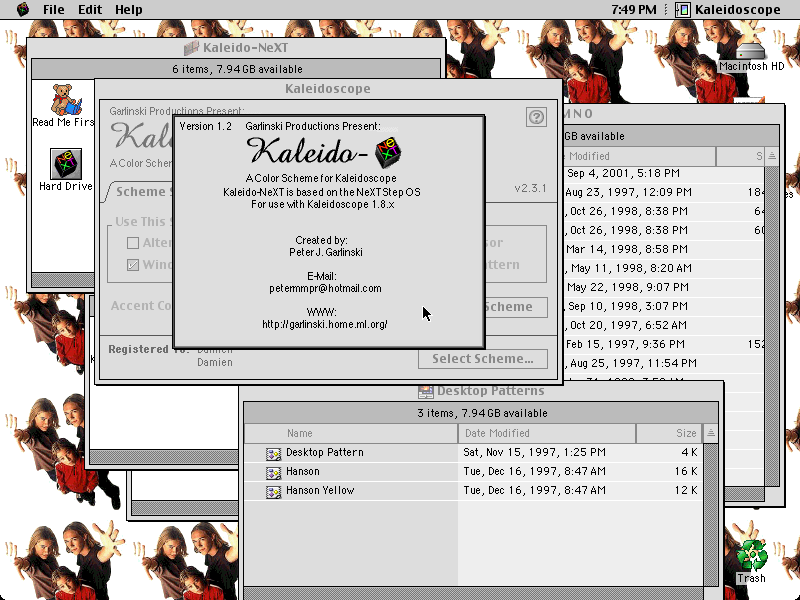 File Edit Help
7:49 PM
Kaleidoscope
Kaleido-NeXT
6 items, 7.94 GB available
Read Me Firs
Hard Drive
Macintosh HD
Kaleidoscope
Garlinski Productions Present:
Kal
A Color Schem
v2.3.1
Scheme S
Use This S
Alter
Wind
sor
ttern
Accent Co
Scheme
Registered To: Damien
Damien
Select Scheme...
Version 1.2 Garlinski Productions Present:
Kaleido-
A Color Scheme for Kaleidoscope
Kaleido-NeXT is based on the NeXTStep OS
For use with Kaleidoscope 1.8.x
Created by:
Peter J. Garlinski
E-Mail:
petermmpr@hotmail.com
WWW:
http://garlinski.home.ml.org/
M N O
GB available
Modified S
Sep 4, 2001, 5:18 PM
Aug 23, 1997, 12:09 PM 184
, Oct 26, 1998, 8:38 PM 64
, Oct 26, 1998, 8:38 PM 60
Mar 14, 1998, 8:58 PM
, May 11, 1998, 8:20 AM
May 22, 1998, 9:07 PM
Sep 10, 1998, 3:07 PM
Oct 20, 1997, 6:52 AM
Feb 15, 1997, 9:36 PM 152
, Aug 25, 1997, 11:54 PM
Desktop Patterns
3 items, 7.94 GB available
Name Date Modified Size
Desktop Pattern Sat, Nov 15, 1997, 1:25 PM 4 K
Hanson Tue, Dec 16, 1997, 8:47 AM 16 K
Hanson Yellow Tue, Dec 16, 1997, 8:47 AM 12 K
Trash